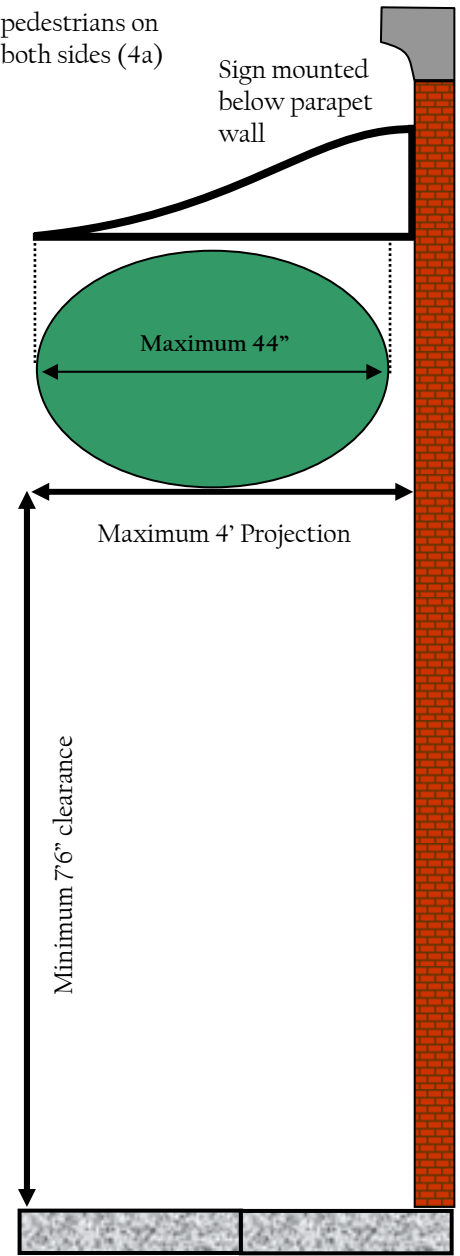 pedestrians on
both sides (4a)
Sign mounted
below parapet
wall
Maximum 44”
Maximum 4’ Projection
Minimum 7’6” clearance